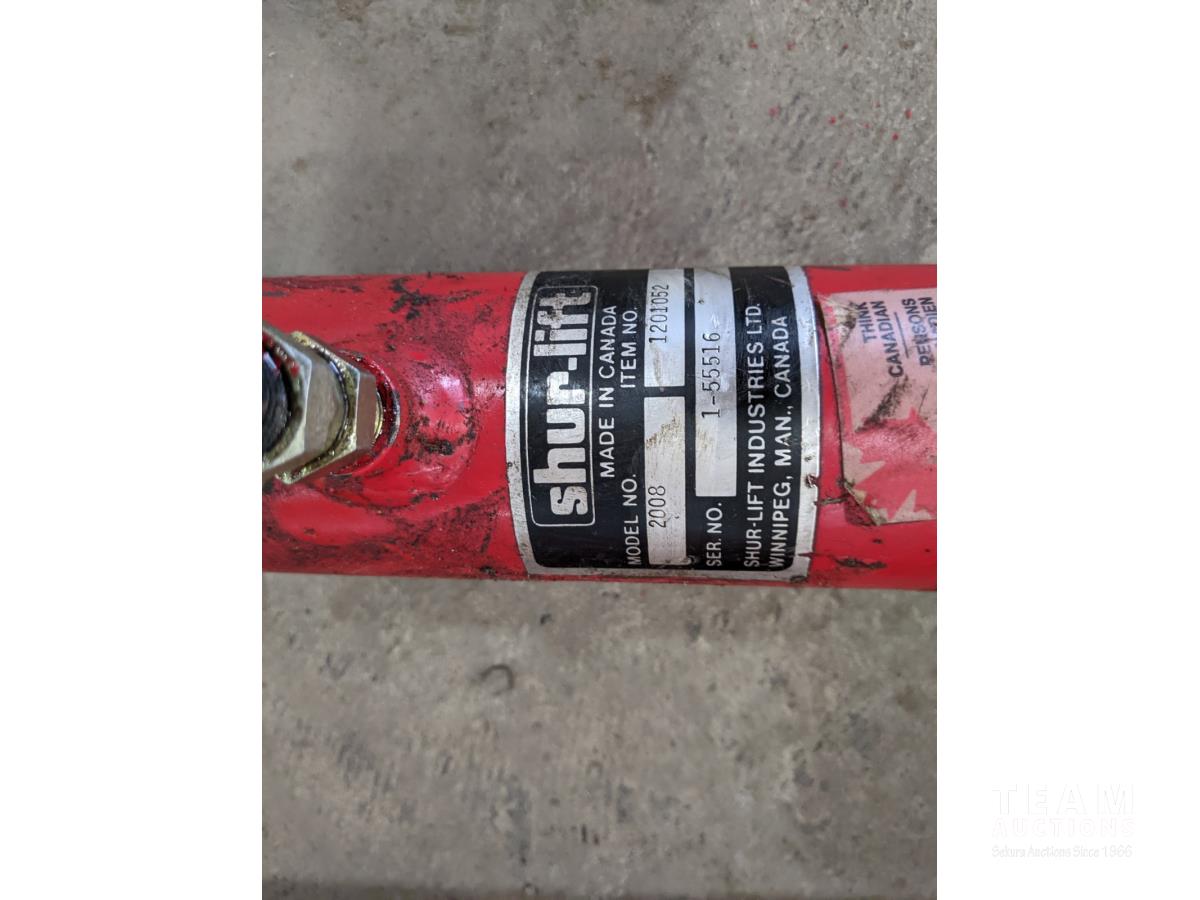 shur-lift
MADE IN CANADA
MODEL NO. ITEM NO.
2008 1201052
SER. NO. 1-55516
SHUR-LIFT INDUSTRIES LTD.
WINNIPEG, MAN., CANADA
THINK
CANADIAN
PENSONS
TEAM
AUCTIONS
Sekura Auctions Since 1966